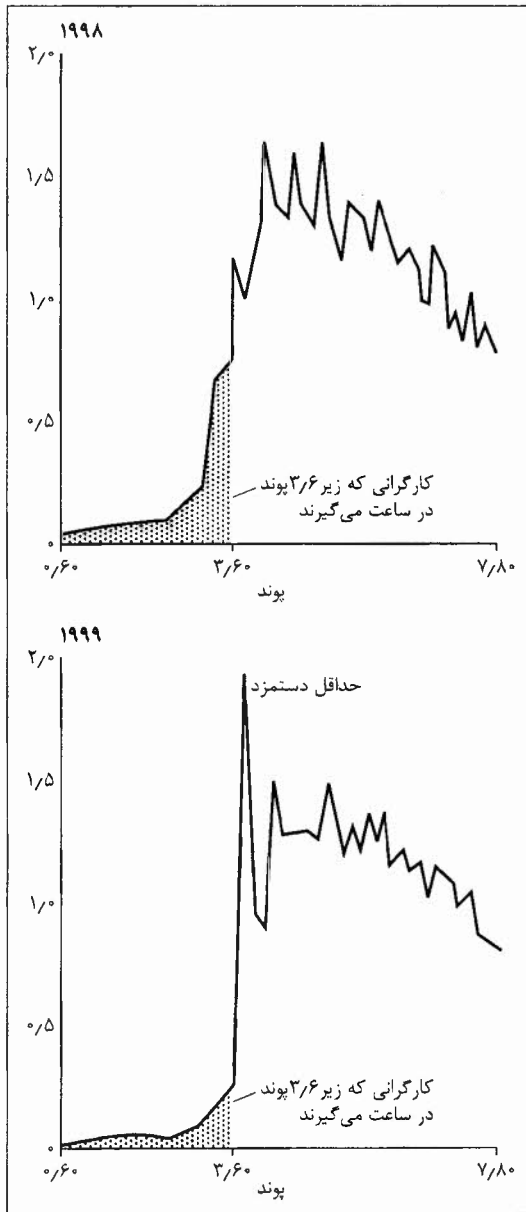 ۱۹۹۸
۲٫۰
۱٫۵
۱٫۰
۰٫۵
۰
کارگرانی که زیر ۳٫۶ پوند
در ساعت می‌گیرند
۰٫۶۰
۳٫۶۰
۷٫۸۰
پوند
۱۹۹۹
۲٫۰
حداقل دستمزد
۱٫۵
۱٫۰
۰٫۵
۰
کارگرانی که زیر ۳٫۶ پوند
در ساعت می‌گیرند
۰٫۶۰
۳٫۶۰
۷٫۸۰
پوند